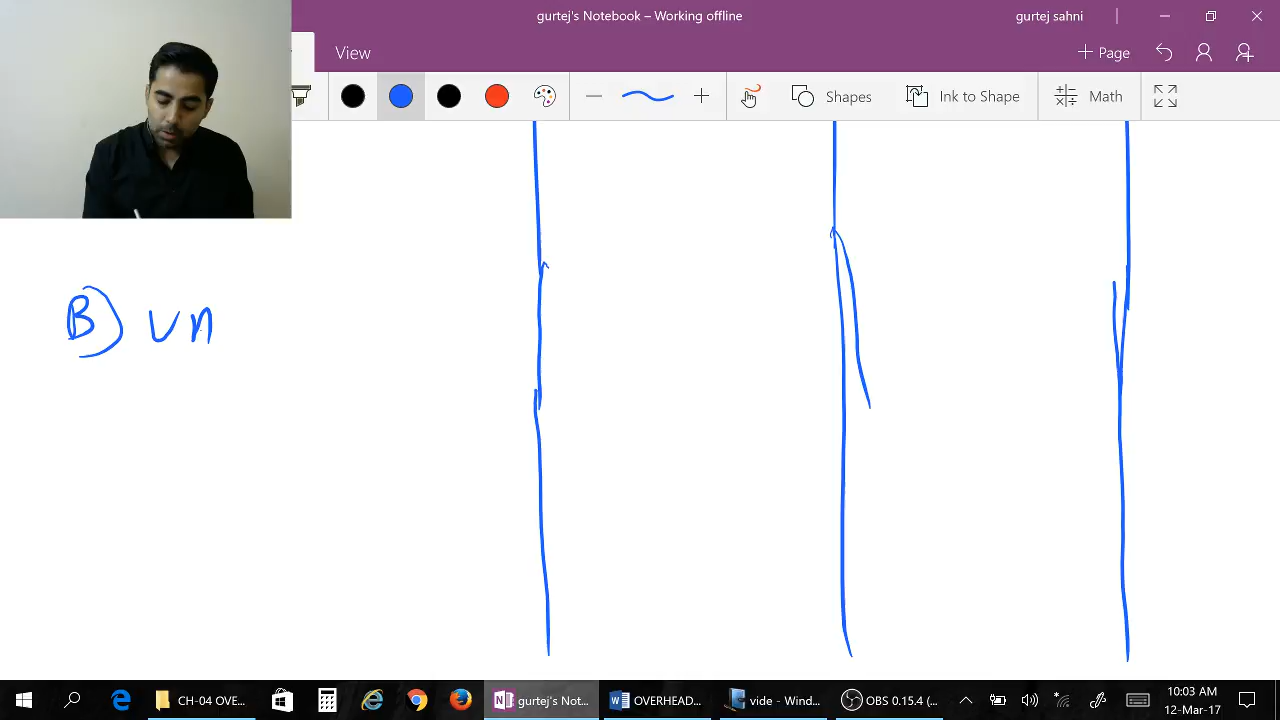 gurtej's Notebook – Working offline
gurtej sahni
View
Page
Shapes
Ink to Shape
Math
B) Un
CH-04 OVE...
gurtej's Not...
OVERHEAD...
vide - Wind...
OBS 0.15.4 (...
10:03 AM
12-Mar-17